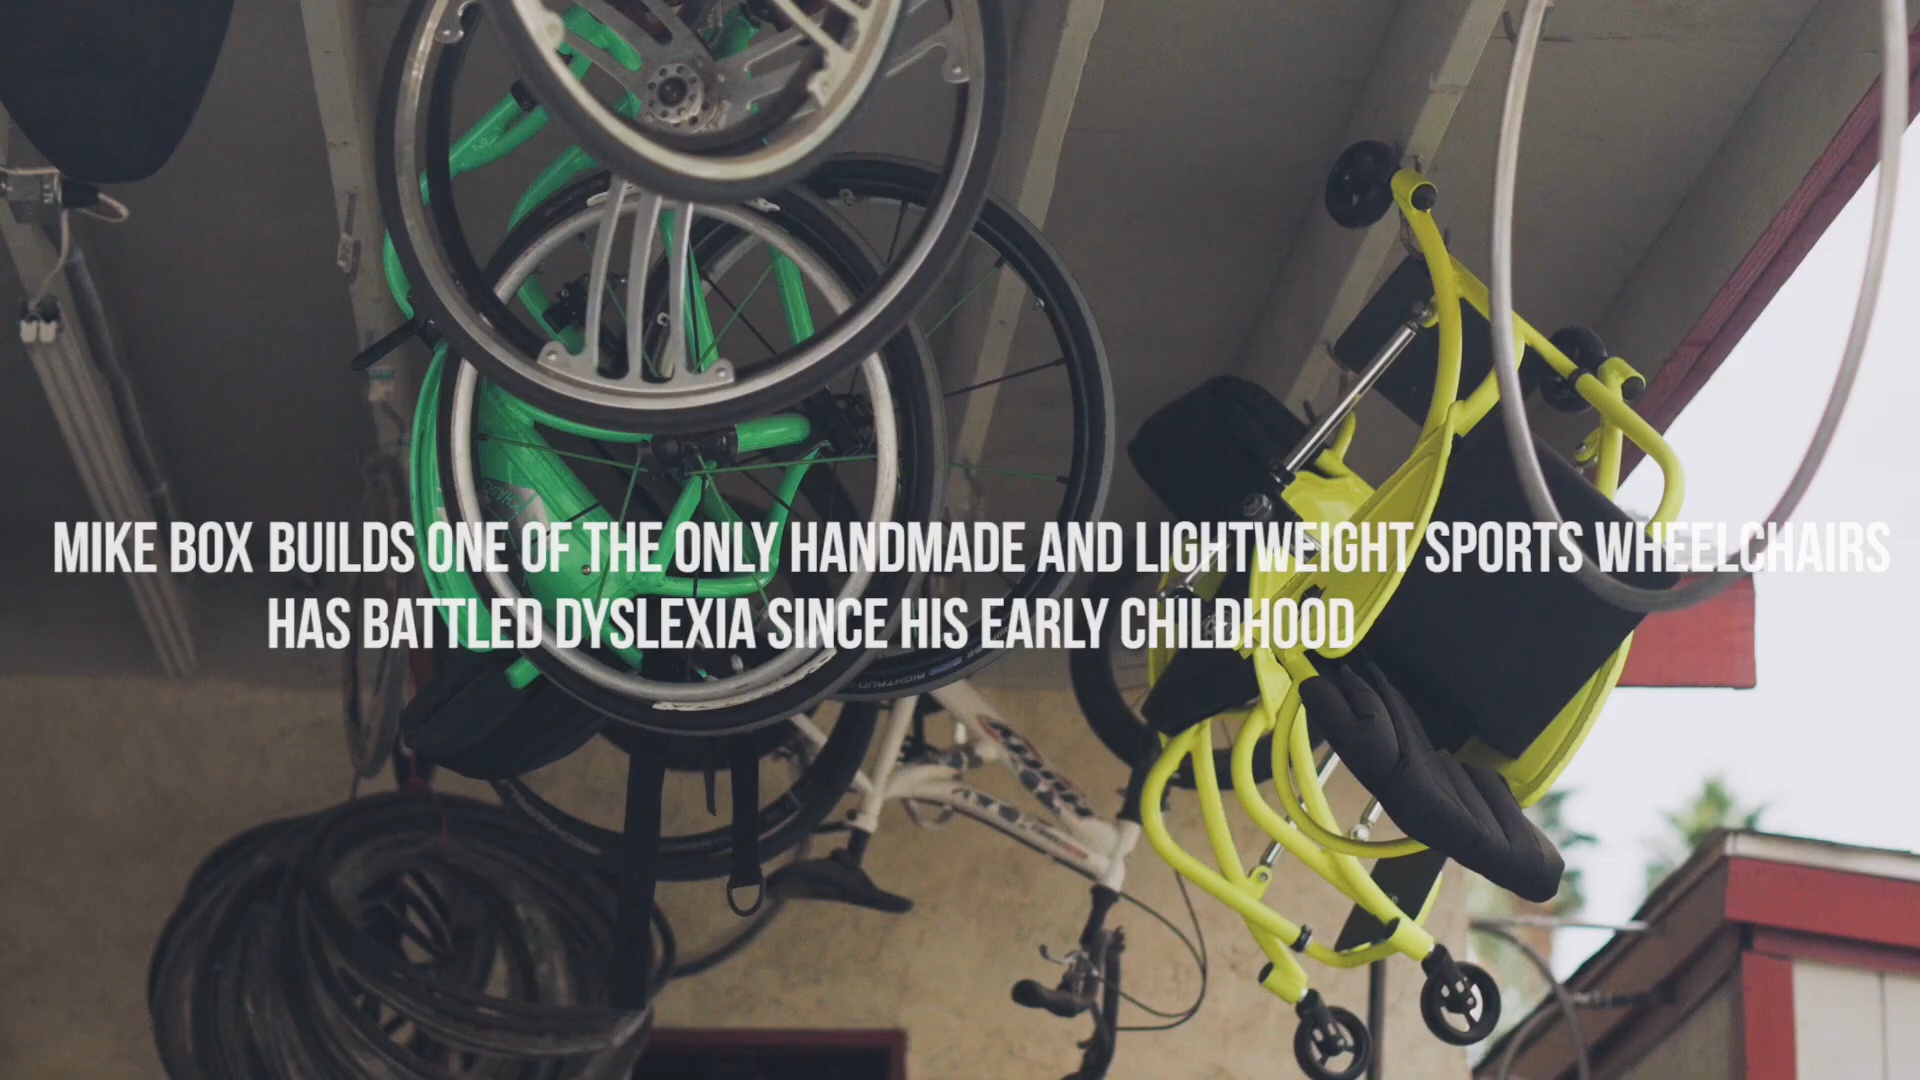 MIKE BOX BUILDS ONE OF THE ONLY HANDMADE AND LIGHTWEIGHT SPORTS WHEELCHAIRS
HAS BATTLED DYSLEXIA SINCE HIS EARLY CHILDHOOD